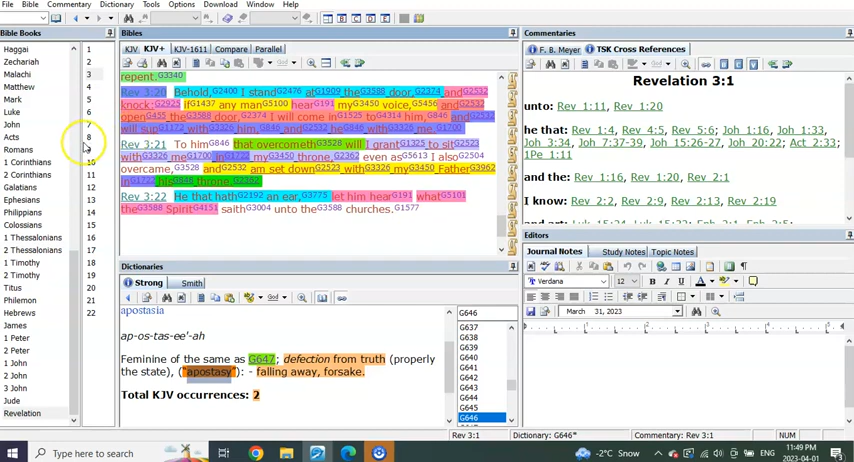 File Bible Commentary Dictionary Tools Options Download Window Help
Bible Books
Haggai
Zechariah
Malachi
Matthew
Mark
Luke
John
Acts
Romans
1 Corinthians
2 Corinthians
Galatians
Ephesians
Philippians
Colossians
1 Thessalonians
2 Thessalonians
1 Timothy
2 Timothy
Titus
Philemon
Hebrews
James
1 Peter
2 Peter
1 John
2 John
3 John
Jude
Revelation
1
2
3
4
5
6
7
8
10
11
12
13
14
15
16
17
18
19
20
21
22
Bibles
KJV KJV+ KJV-1611 Compare Parallel
repent.G3340
Rev 3:20 Behold,G2400 I standG2476 atG1909 theG3588 door,G2374 andG2532
knock:G2925 ifG1437 any manG5100 hearG191 myG3450 voice,G5456 andG2532
openG455 theG3588 door,G2374 I will come inG1525 toG4314 him,G846 andG2532
will supG1172 withG3326 him,G846 andG2532 heG846 withG3326 me.G1700
Rev 3:21 To himG846 that overcomethG3528 will I grantG1325 to sitG2523
withG3326 meG1700 inG1722 myG3450 throne,G2362 even asG5613 I alsoG2504
overcame,G3528 andG2532 am set downG2523 withG3326 myG3450 FatherG3962
inG1722 hisG846 throne.G2362
Rev 3:22 He that hathG2192 an ear,G3775 let him hearG191 whatG5101
theG3588 SpiritG4151 saithG3004 unto theG3588 churches.G1577
Dictionaries
Strong Smith
apostasia
ap-os-tas-ee'-ah
Feminine of the same as G647; defection from truth (properly
the state), ("apostasy"): - falling away, forsake.
Total KJV occurrences: 2
G646
G637
G638
G639
G640
G641
G642
G643
G644
G645
G646
Commentaries
F. B. Meyer TSK Cross References
Revelation 3:1
unto: Rev 1:11, Rev 1:20
he that: Rev 1:4, Rev 4:5, Rev 5:6; Joh 1:16, Joh 1:33,
Joh 3:34, Joh 7:37-39, Joh 15:26-27, Joh 20:22; Act 2:33;
1Pe 1:11
and the: Rev 1:16, Rev 1:20, Rev 2:1
I know: Rev 2:2, Rev 2:9, Rev 2:13, Rev 2:19
Editors
Journal Notes Study Notes Topic Notes
Verdana 12 B I U A
March 31, 2023
1 2 3 4 5
Rev 3:1 Dictionary: G646* Commentary: Rev 3:1 NUM
Type here to search
-2°C Snow ENG 11:49 PM
2023-04-01
3